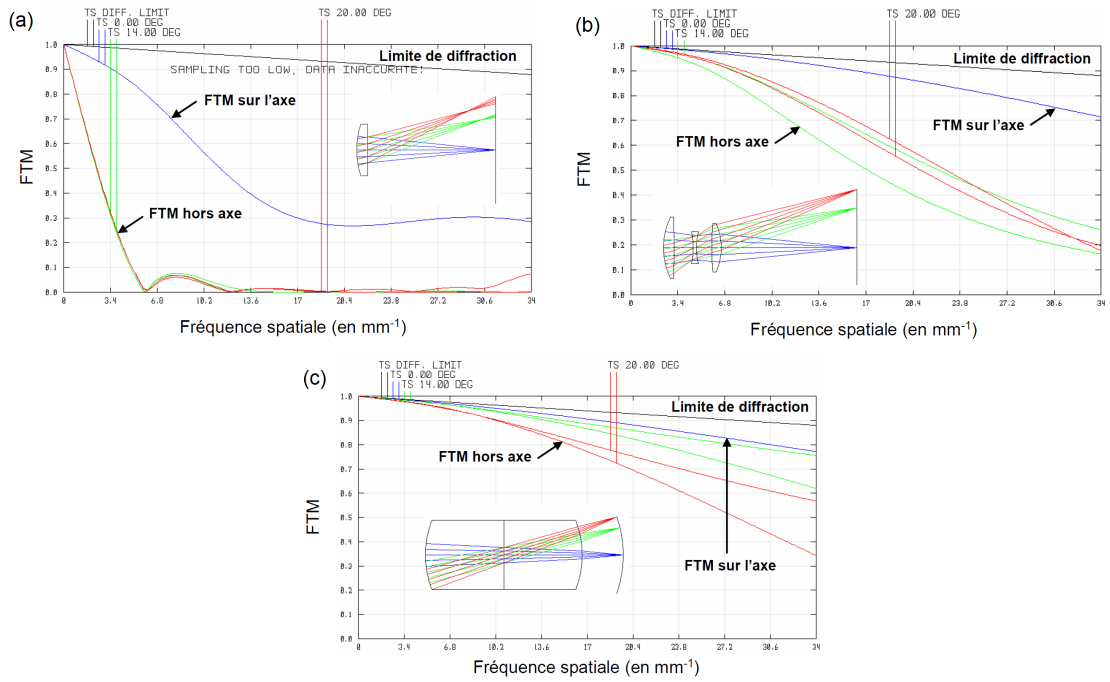 (a)
TS DIFF. LIMIT
TS 0.00 DEG
TS 14.00 DEG
TS 20.00 DEG
Limite de diffraction
SAMPLING TOO LOW, DATA INACCURATE!
FTM sur l'axe
FTM hors axe
FTM
1.0
0.9
0.8
0.7
0.6
0.5
0.4
0.3
0.2
0.1
0.0
0 3.4 6.8 10.2 13.6 17 20.4 23.8 27.2 30.6 34
Fréquence spatiale (en mm-1)
(b)
TS DIFF. LIMIT
TS 0.00 DEG
TS 14.00 DEG
TS 20.00 DEG
Limite de diffraction
FTM sur l'axe
FTM hors axe
FTM
1.0
0.9
0.8
0.7
0.6
0.5
0.4
0.3
0.2
0.1
0.0
0 3.4 6.8 10.2 13.6 17 20.4 23.8 27.2 30.6 34
Fréquence spatiale (en mm-1)
(c)
TS DIFF. LIMIT
TS 0.00 DEG
TS 14.00 DEG
TS 20.00 DEG
Limite de diffraction
FTM hors axe
FTM sur l'axe
FTM
1.0
0.9
0.8
0.7
0.6
0.5
0.4
0.3
0.2
0.1
0.0
0 3.4 6.8 10.2 13.6 17 20.4 23.8 27.2 30.6 34
Fréquence spatiale (en mm-1)